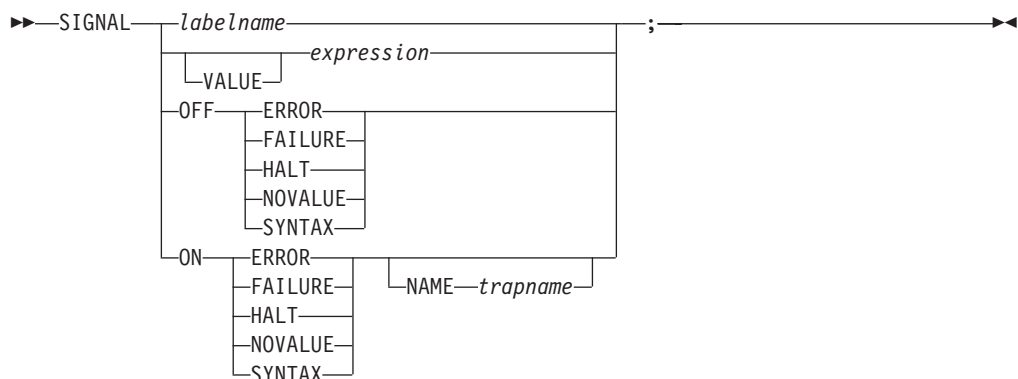 SIGNAL labelname ;
expression
VALUE
OFF ERROR
FAILURE
HALT
NOVALUE
SYNTAX
ON ERROR
FAILURE NAME trapname
HALT
NOVALUE
SYNTAX